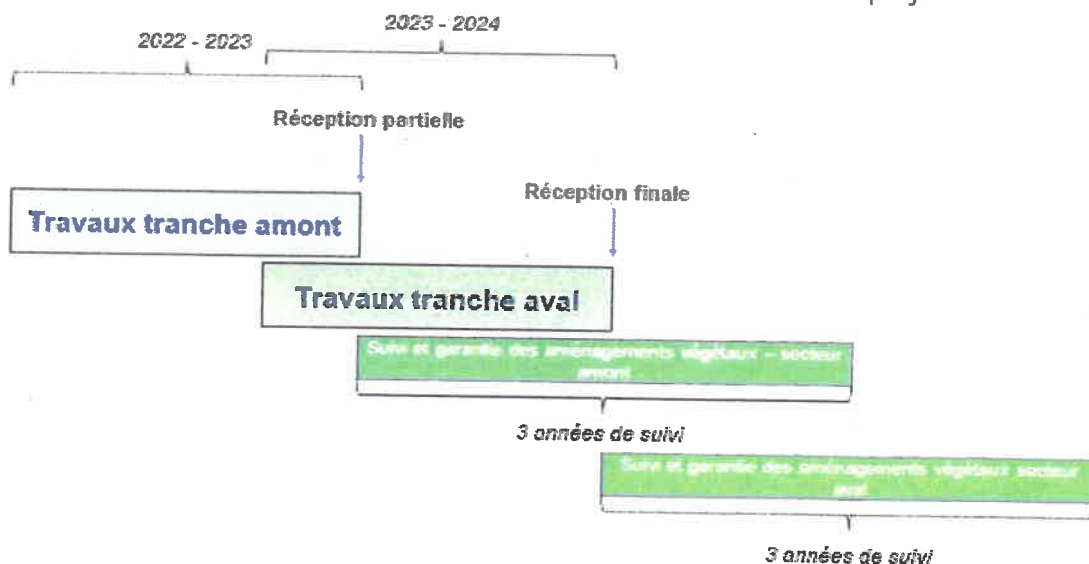 2023 - 2024
2022 - 2023
Réception partielle
Réception finale
Travaux tranche amont
Travaux tranche aval
Suivi et garantie des aménagements végétaux – secteur
amont
3 années de suivi
Suivi et garantie des aménagements végétaux secteur
aval
3 années de suivi